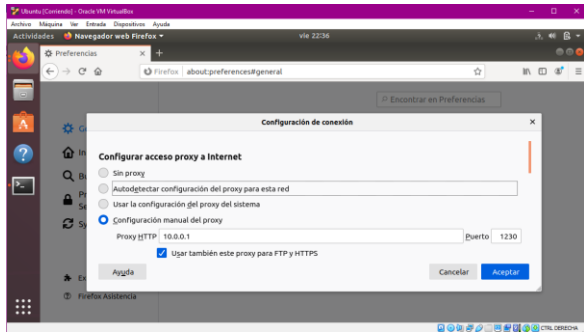 Ubuntu [Corriendo] - Oracle VM VirtualBox
Archivo Máquina Ver Entrada Dispositivos Ayuda
Actividades Navegador web Firefox vie 22:36
Preferencias
Firefox about:preferences#general
Encontrar en Preferencias
Configuración de conexión
Configurar acceso proxy a Internet
Sin proxy
Autodetectar configuración del proxy para esta red
Usar la configuración del proxy del sistema
Configuración manual del proxy
Proxy HTTP 10.0.0.1 Puerto 1230
Usar también este proxy para FTP y HTTPS
Ayuda Cancelar Aceptar
Firefox Asistencia
CTRL DERECHA